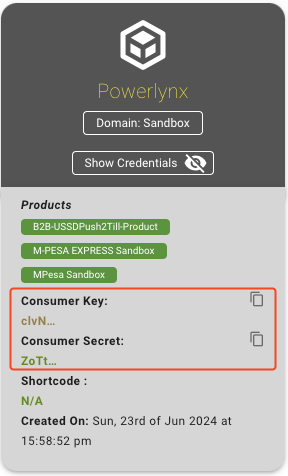 Powerlynx
Domain: Sandbox
Show Credentials
Products
B2B-USSDPush2Till-Product
M-PESA EXPRESS Sandbox
MPesa Sandbox
Consumer Key:
clvN...
Consumer Secret:
ZoTt...
Shortcode :
N/A
Created On: Sun, 23rd of Jun 2024 at
15:58:52 pm